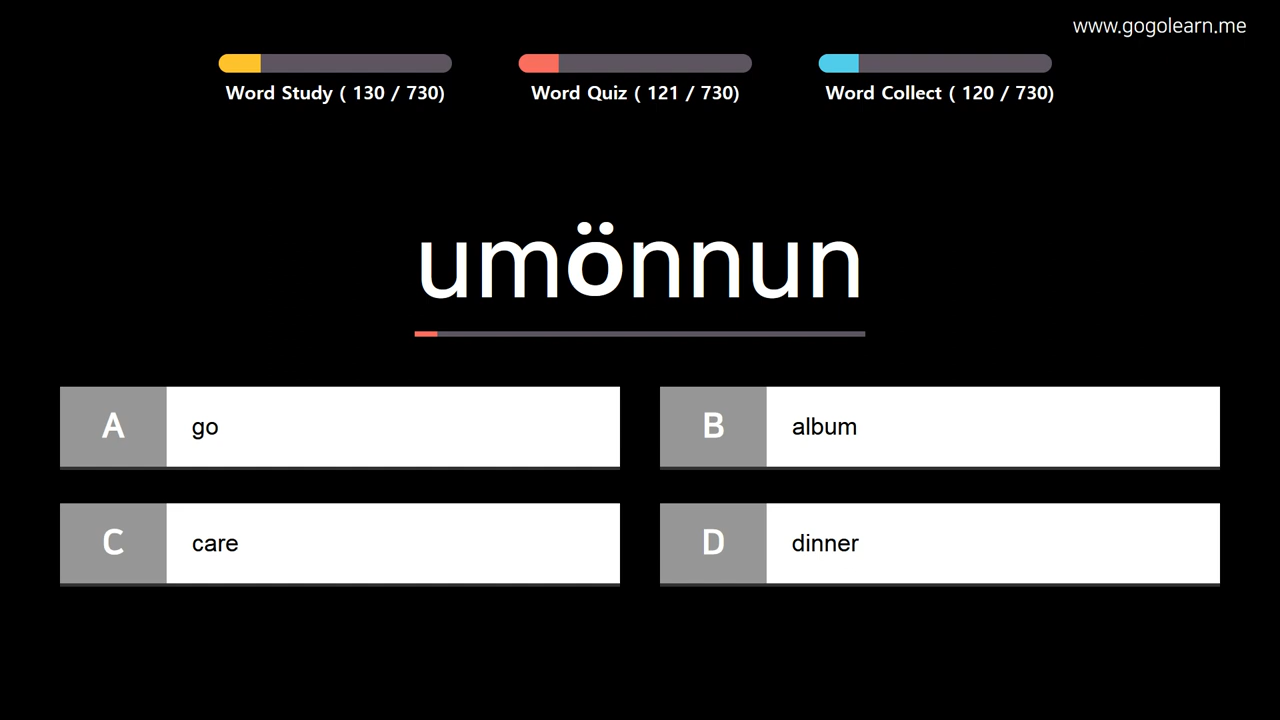 www.gogolearn.me
Word Study ( 130 / 730)
Word Quiz ( 121 / 730)
Word Collect ( 120 / 730)
umönnun
A go
B album
C care
D dinner